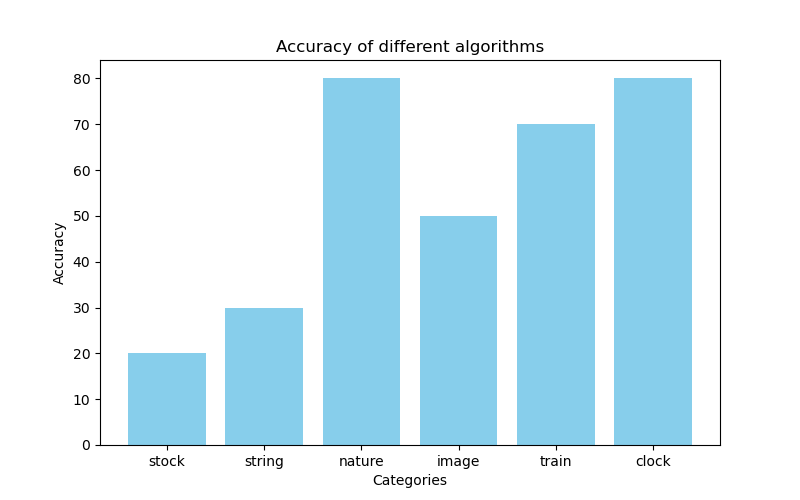 Accuracy of different algorithms
Accuracy
80
70
60
50
40
30
20
10
0
stock string nature image train clock
Categories